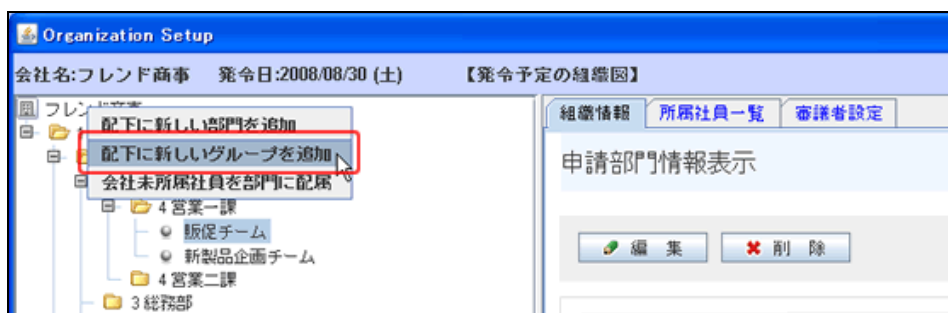 Organization Setup
会社名:フレンド商事 発令日:2008/08/30 (土) 【発令予定の組織図】
フレンド商事
配下に新しい部門を追加
配下に新しいグループを追加
会社未所属社員を部門に配属
4 営業一課
販促チーム
新製品企画チーム
4 営業二課
3 総務部
組織情報 所属社員一覧 審議者設定
申請部門情報表示
編 集 削 除